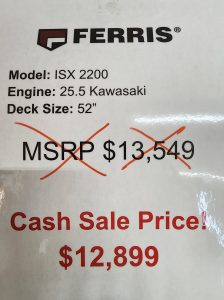 FERRIS®
Model: ISX 2200
Engine: 25.5 Kawasaki
Deck Size: 52"
MSRP $13,549
Cash Sale Price!
$12,899